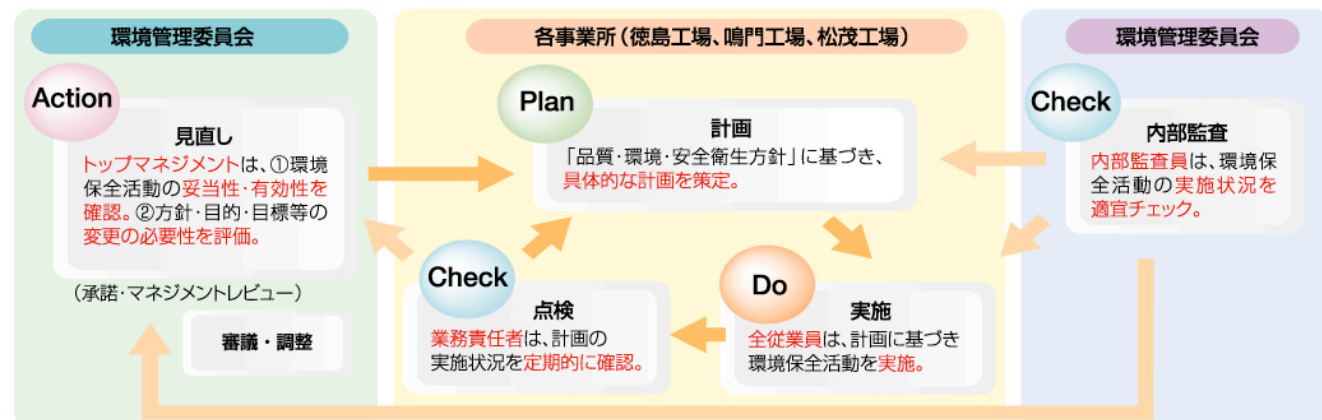 環境管理委員会
Action
見直し
トップマネジメントは、①環境
保全活動の妥当性・有効性を
確認。②方針・目的・目標等の
変更の必要性を評価。
(承諾・マネジメントレビュー)
審議・調整
各事業所(徳島工場、鳴門工場、松茂工場)
Plan
計画
「品質・環境・安全衛生方針」に基づき、
具体的な計画を策定。
Check
点検
業務責任者は、計画の
実施状況を定期的に確認。
Do
実施
全従業員は、計画に基づき
環境保全活動を実施。
環境管理委員会
Check
内部監査
内部監査員は、環境保
全活動の実施状況を
適宜チェック。